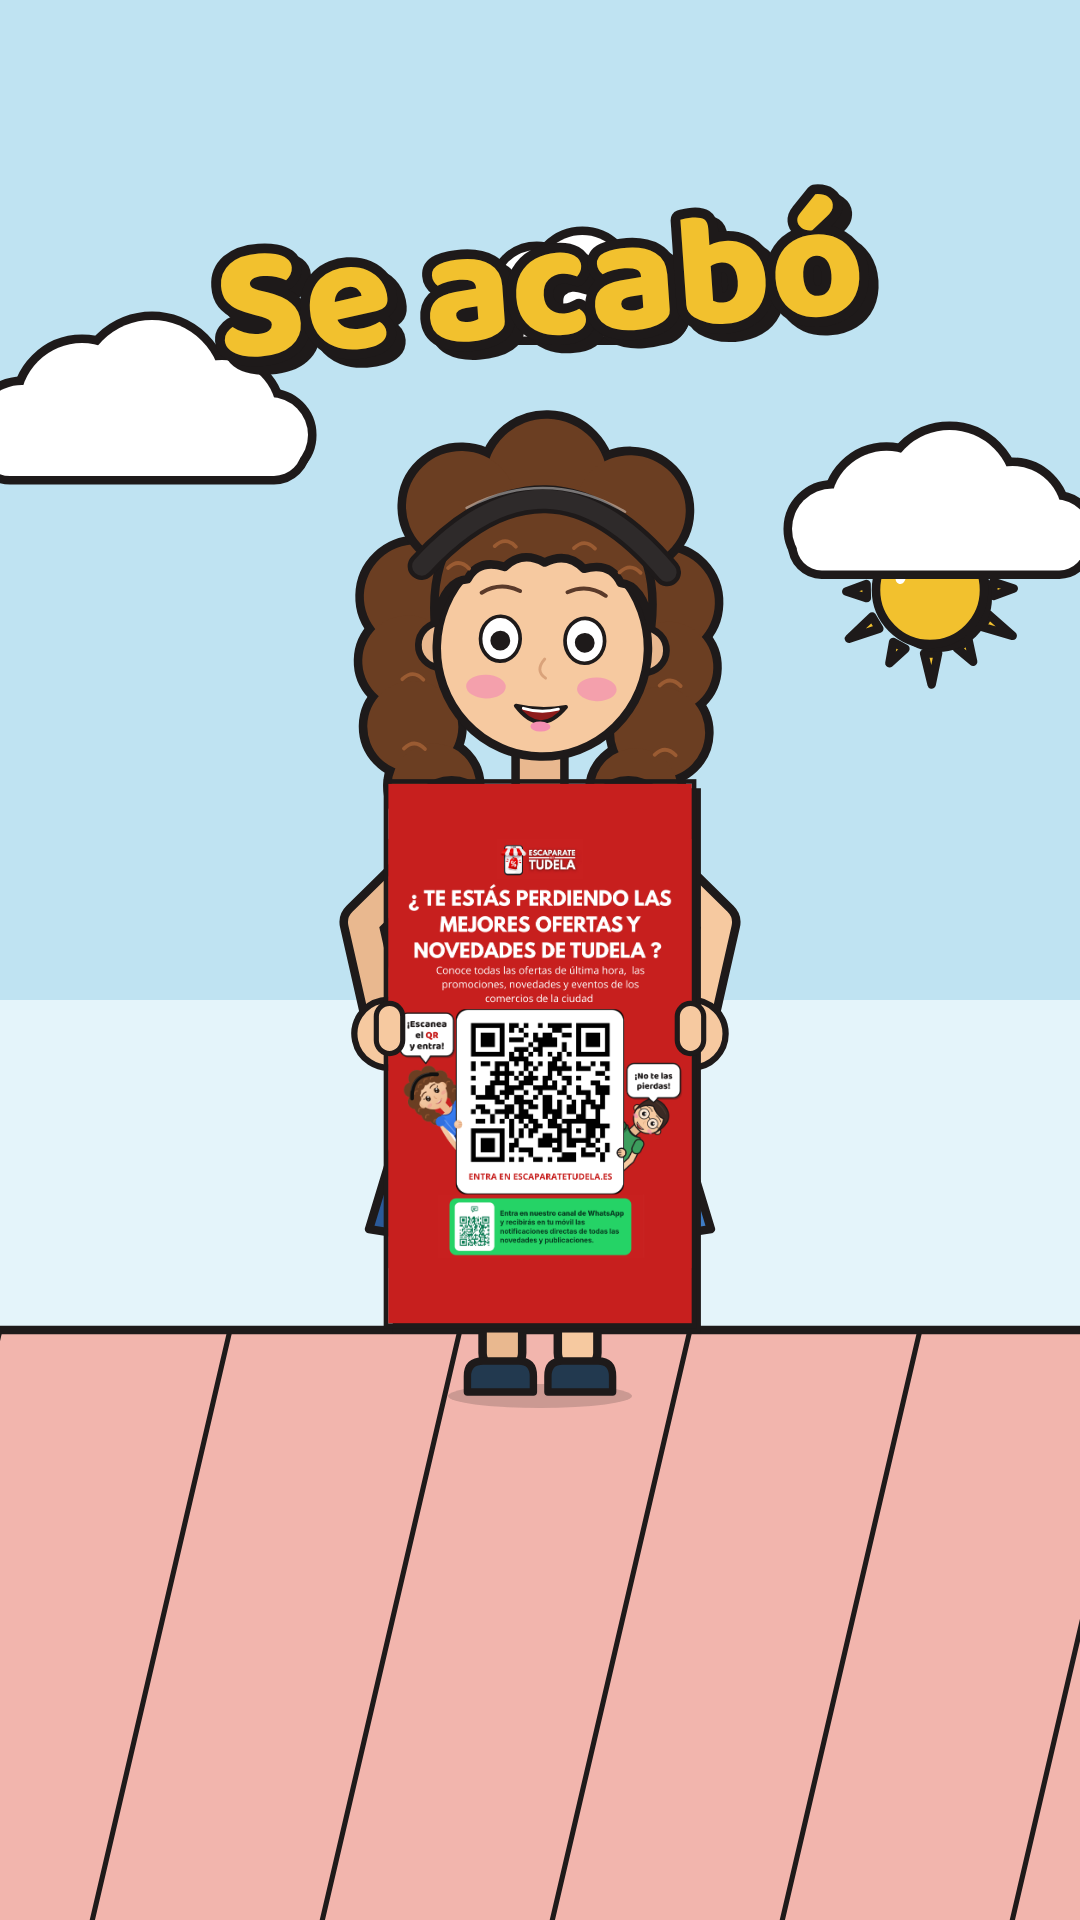 Se acabó
ESCAPARATE
TUDELA
¿ TE ESTÁS PERDIENDO LAS
MEJORES OFERTAS Y
NOVEDADES DE TUDELA ?
Conoce todas las ofertas de última hora, las
promociones, novedades y eventos de los
comercios de la ciudad
¡Escanea
el QR
y entra!
¡No te las
pierdas!
ENTRA EN ESCAPARATETUDELA.ES
Entra en nuestro canal de WhatsApp
y recibirás en tu móvil las
notificaciones directas de todas las
novedades y publicaciones.